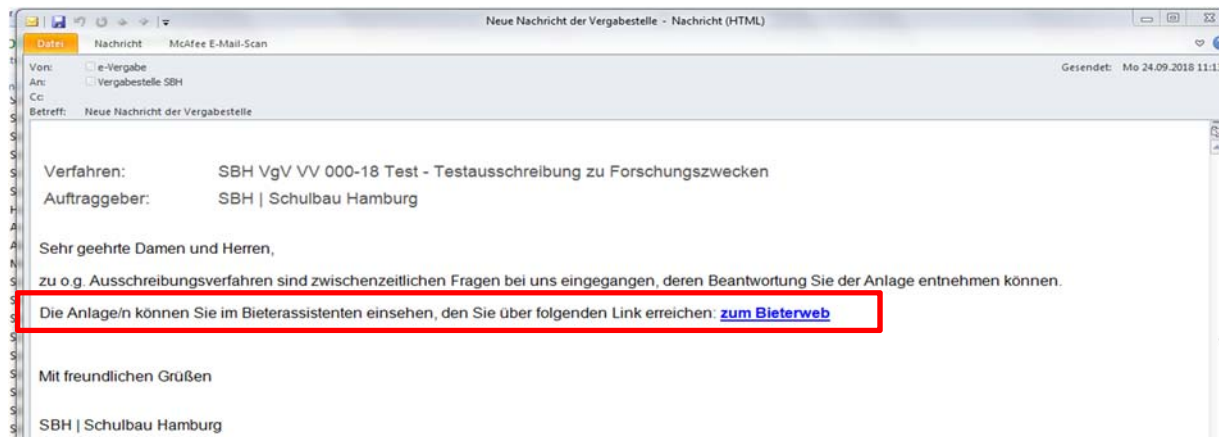 Neue Nachricht der Vergabestelle - Nachricht (HTML)
Datei Nachricht McAfee E-Mail-Scan
Von: e-Vergabe Gesendet: Mo 24.09.2018
An: Vergabestelle SBH
Cc:
Betreff: Neue Nachricht der Vergabestelle
Verfahren: SBH VgV VV 000-18 Test - Testausschreibung zu Forschungszwecken
Auftraggeber: SBH | Schulbau Hamburg
Sehr geehrte Damen und Herren,
zu o.g. Ausschreibungsverfahren sind zwischenzeitlichen Fragen bei uns eingegangen, deren Beantwortung Sie der Anlage entnehmen können.
Die Anlage/n können Sie im Bieterassistenten einsehen, den Sie über folgenden Link erreichen: zum Bieterweb
Mit freundlichen Grüßen
SBH | Schulbau Hamburg